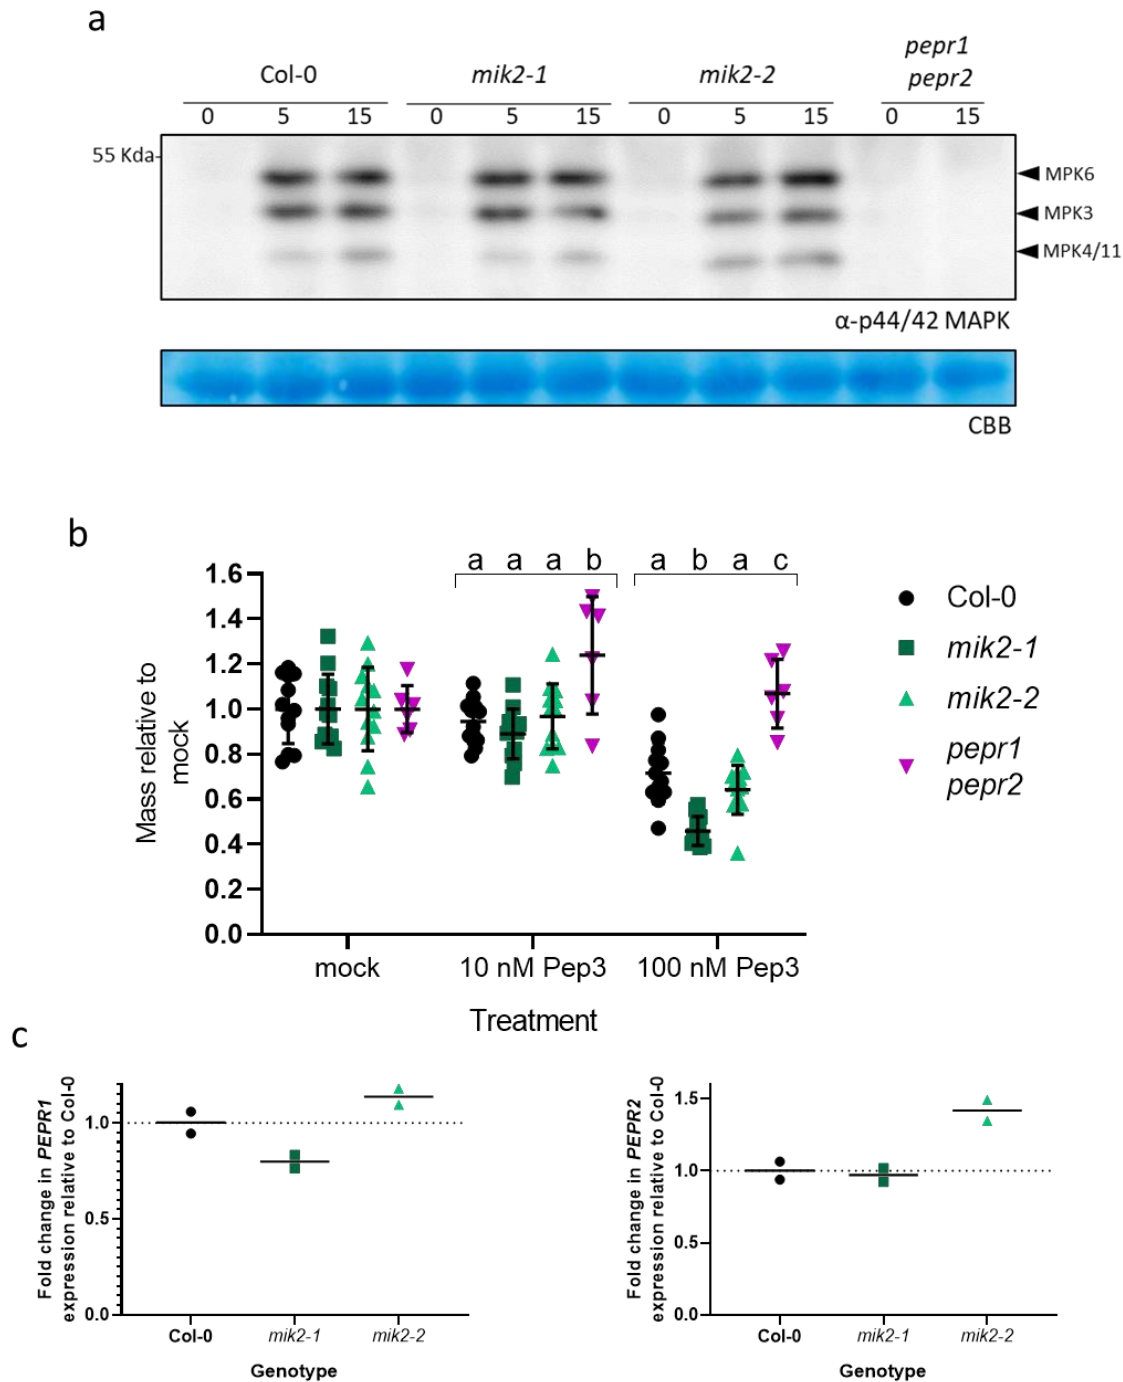 a
pepr1
Col-0 mik2-1 mik2-2 pepr2
0 5 15 0 5 15 0 5 15 0 15
55 Kda
MPK6
MPK3
MPK4/11
α-p44/42 MAPK
CBB
b
a a a b a b a c
1.6
1.4
1.2
1.0
0.8
0.6
0.4
0.2
0.0
Mass relative to
mock
mock 10 nM Pep3 100 nM Pep3
Treatment
Col-0
mik2-1
mik2-2
pepr1
pepr2
c
Fold change in PEPR1
expression relative to Col-0
1.0
0.5
0.0
Col-0 mik2-1 mik2-2
Genotype
Fold change in PEPR2
expression relative to Col-0
1.5
1.0
0.5
0.0
Col-0 mik2-1 mik2-2
Genotype